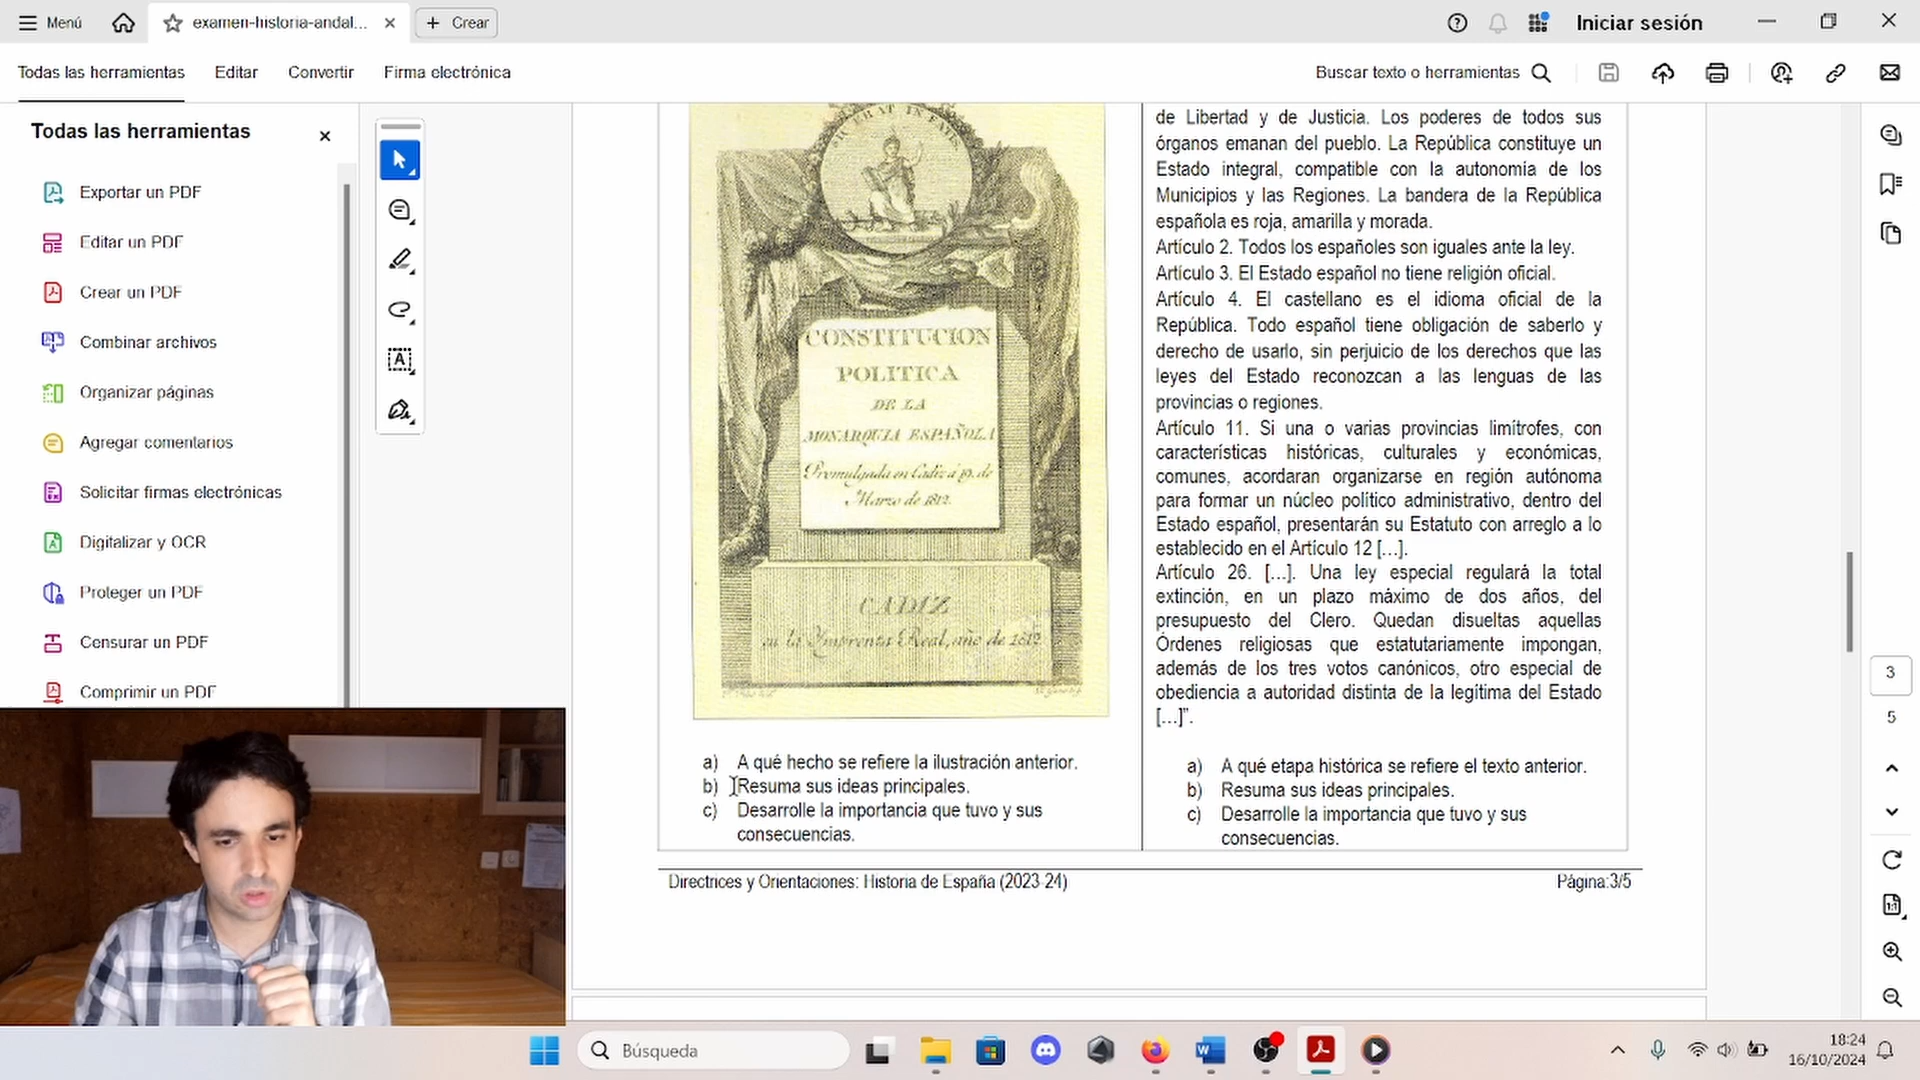 Menú
examen-historia-andal...
Crear
Iniciar sesión
Todas las herramientas
Editar
Convertir
Firma electrónica
Buscar texto o herramientas
Todas las herramientas
Exportar un PDF
Editar un PDF
Crear un PDF
Combinar archivos
Organizar páginas
Agregar comentarios
Solicitar firmas electrónicas
Digitalizar y OCR
Proteger un PDF
Censurar un PDF
Comprimir un PDF
CONSTITUCION
POLITICA
DE LA
MONARQUIA ESPAÑOLA
Promulgada en Cadiz á 19. de
Marzo de 1812.
CADIZ
en la Imprenta Real, año de 1812
a) A qué hecho se refiere la ilustración anterior.
b) Resuma sus ideas principales.
c) Desarrolle la importancia que tuvo y sus
consecuencias.
de Libertad y de Justicia. Los poderes de todos sus
órganos emanan del pueblo. La República constituye un
Estado integral, compatible con la autonomía de los
Municipios y las Regiones. La bandera de la República
española es roja, amarilla y morada.
Artículo 2. Todos los españoles son iguales ante la ley.
Artículo 3. El Estado español no tiene religión oficial.
Artículo 4. El castellano es el idioma oficial de la
República. Todo español tiene obligación de saberlo y
derecho de usarlo, sin perjuicio de los derechos que las
leyes del Estado reconozcan a las lenguas de las
provincias o regiones.
Artículo 11. Si una o varias provincias limítrofes, con
características históricas, culturales y económicas,
comunes, acordaran organizarse en región autónoma
para formar un núcleo político administrativo, dentro del
Estado español, presentarán su Estatuto con arreglo a lo
establecido en el Artículo 12 [...].
Artículo 26. [...]. Una ley especial regulará la total
extinción, en un plazo máximo de dos años, del
presupuesto del Clero. Quedan disueltas aquellas
Órdenes religiosas que estatutariamente impongan,
además de los tres votos canónicos, otro especial de
obediencia a autoridad distinta de la legítima del Estado
[...]”.
a) A qué etapa histórica se refiere el texto anterior.
b) Resuma sus ideas principales.
c) Desarrolle la importancia que tuvo y sus
consecuencias.
Directrices y Orientaciones: Historia de España (2023-24)
Página:3/5
3
5
Búsqueda
18:24
16/10/2024